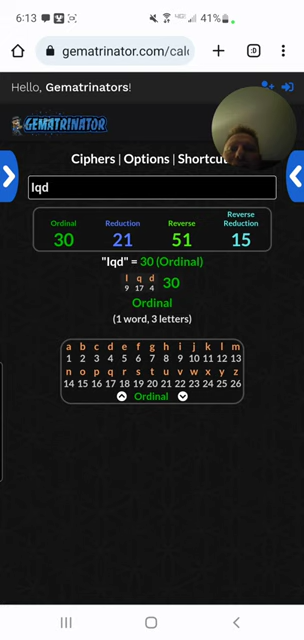 6:13 41%
gematrinator.com/calc
Hello, Gematrinators!
GEMATRINATOR
Ciphers | Options | Shortcut
Iqd
Ordinal Reduction Reverse Reverse Reduction
30 21 51 15
"Iqd" = 30 (Ordinal)
I q d 30
9 17 4
Ordinal
(1 word, 3 letters)
a b c d e f g h i j k l m
1 2 3 4 5 6 7 8 9 10 11 12 13
n o p q r s t u v w x y z
14 15 16 17 18 19 20 21 22 23 24 25 26
Ordinal